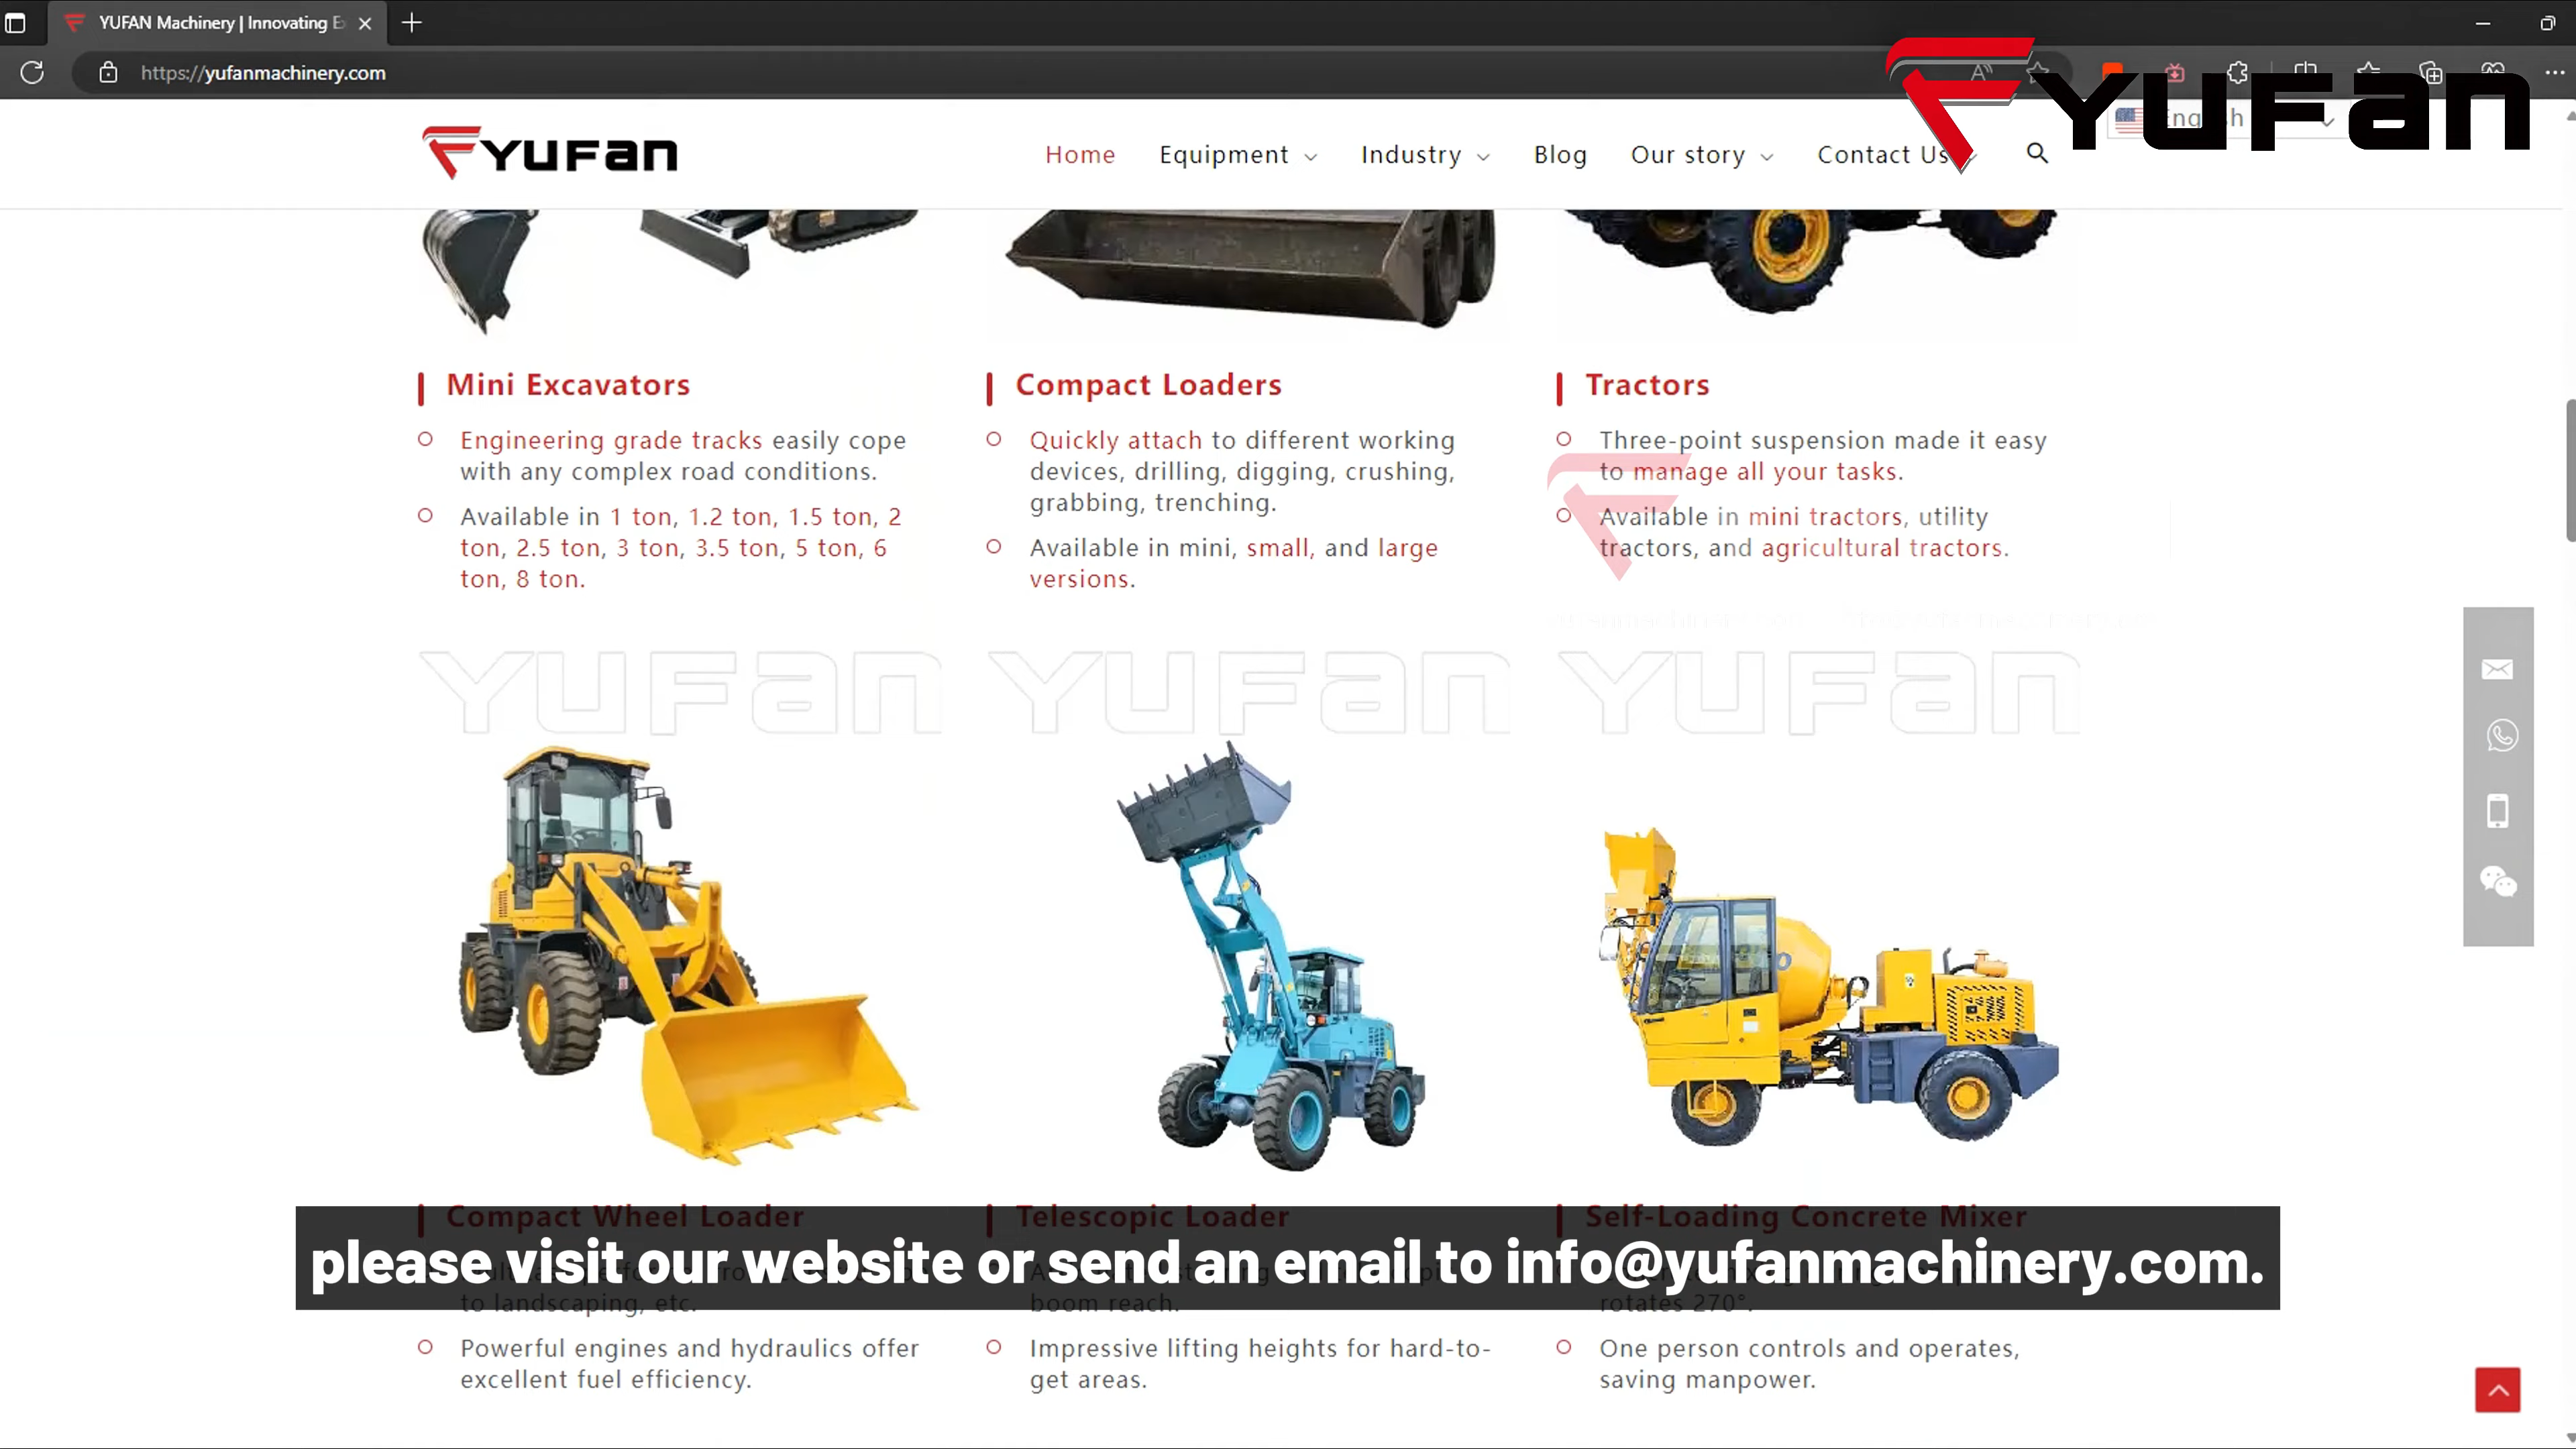 YUFAN Machinery | Innovating E
https://yufanmachinery.com
YUFAN
English
YUFAN
Home Equipment Industry Blog Our story Contact Us
Mini Excavators
Engineering grade tracks easily cope
with any complex road conditions.
Available in 1 ton, 1.2 ton, 1.5 ton, 2
ton, 2.5 ton, 3 ton, 3.5 ton, 5 ton, 6
ton, 8 ton.
Compact Loaders
Quickly attach to different working
devices, drilling, digging, crushing,
grabbing, trenching.
Available in mini, small, and large
versions.
Tractors
Three-point suspension made it easy
to manage all your tasks.
Available in mini tractors, utility
tractors, and agricultural tractors.
YUFAN
YUFAN
YUFAN
Compact Wheel Loader
to landscaping, etc.
Powerful engines and hydraulics offer
excellent fuel efficiency.
Telescopic Loader
boom reach.
Impressive lifting heights for hard-to-
get areas.
Self-Loading Concrete Mixer
rotates 270°.
One person controls and operates,
saving manpower.
please visit our website or send an email to info@yufanmachinery.com.